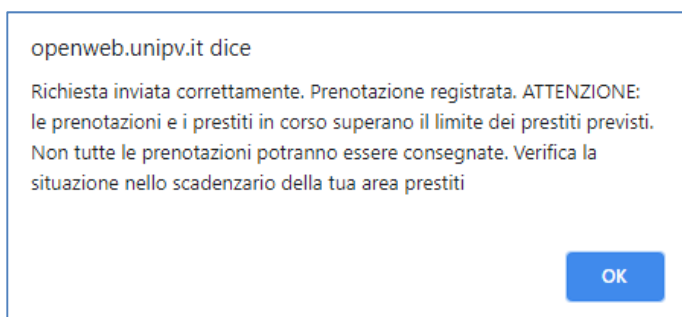 openweb.unipv.it dice
Richiesta inviata correttamente. Prenotazione registrata. ATTENZIONE:
le prenotazioni e i prestiti in corso superano il limite dei prestiti previsti.
Non tutte le prenotazioni potranno essere consegnate. Verifica la
situazione nello scadenzario della tua area prestiti
OK